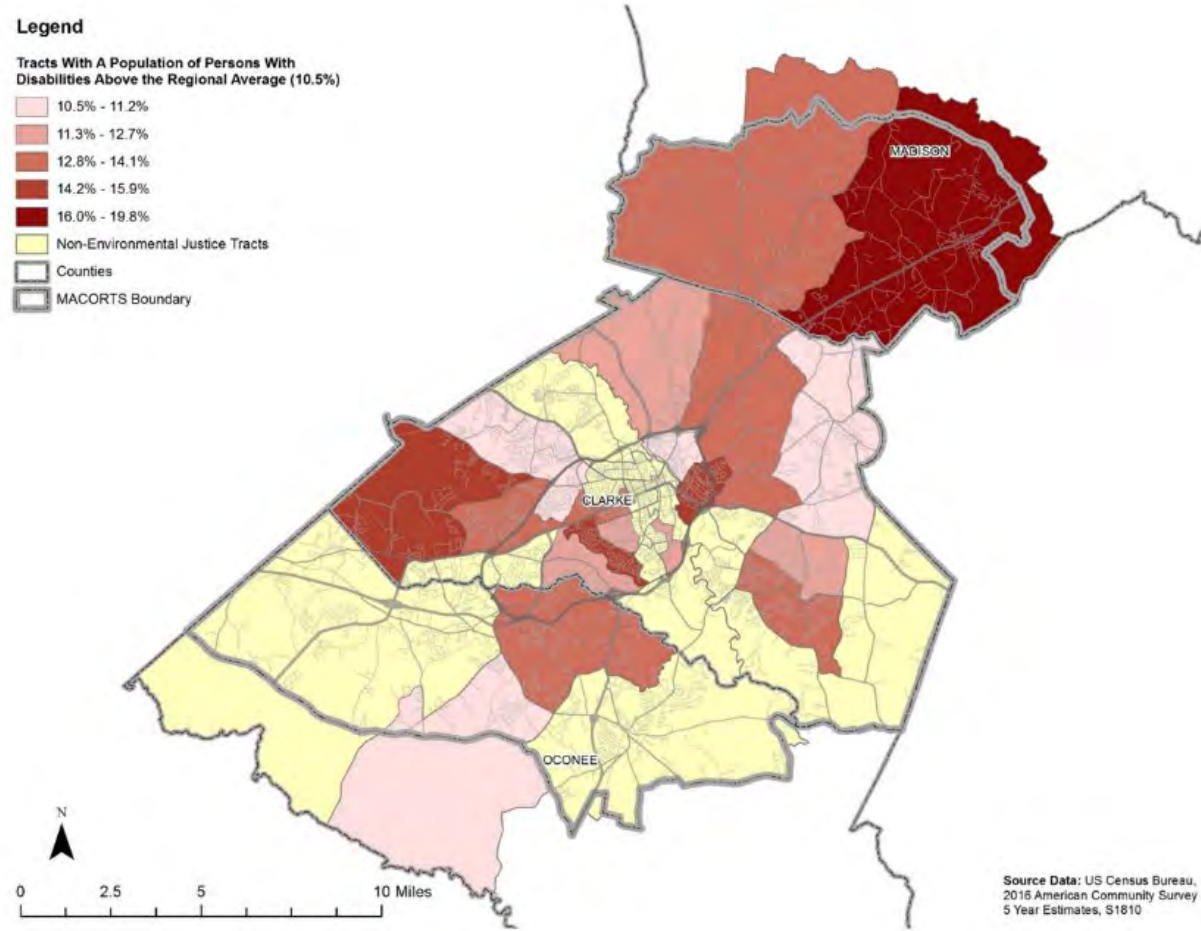 Legend
Tracts With A Population of Persons With
Disabilities Above the Regional Average (10.5%)
10.5% - 11.2%
11.3% - 12.7%
12.8% - 14.1%
14.2% - 15.9%
16.0% - 19.8%
Non-Environmental Justice Tracts
Counties
MACORTS Boundary
MADISON
CLARKE
OCONEE
N
0 2.5 5 10 Miles
Source Data: US Census Bureau,
2016 American Community Survey
5 Year Estimates, S1810